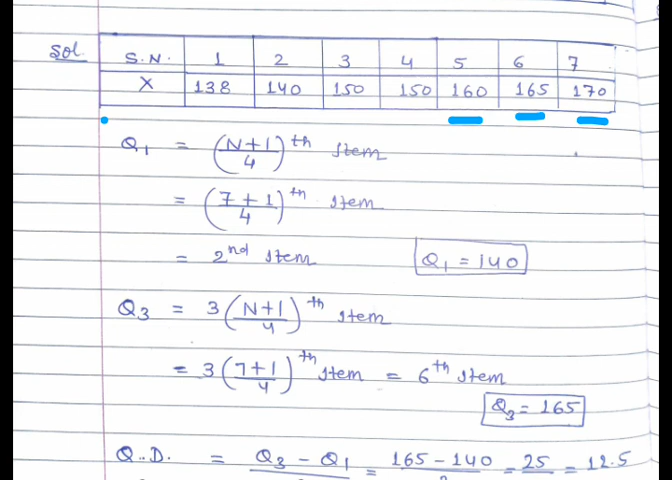 Sol. S.N. 1 2 3 4 5 6 7
X 138 140 150 150 160 165 170
Q1 = (N+1/4)th Item
= (7+1/4)th Item
= 2nd Item Q1 = 140
Q3 = 3(N+1/4)th Item
= 3(7+1/4)th Item = 6th Item
Q3 = 165
Q.D. = Q3 - Q1 = 165 - 140 = 25 = 12.5